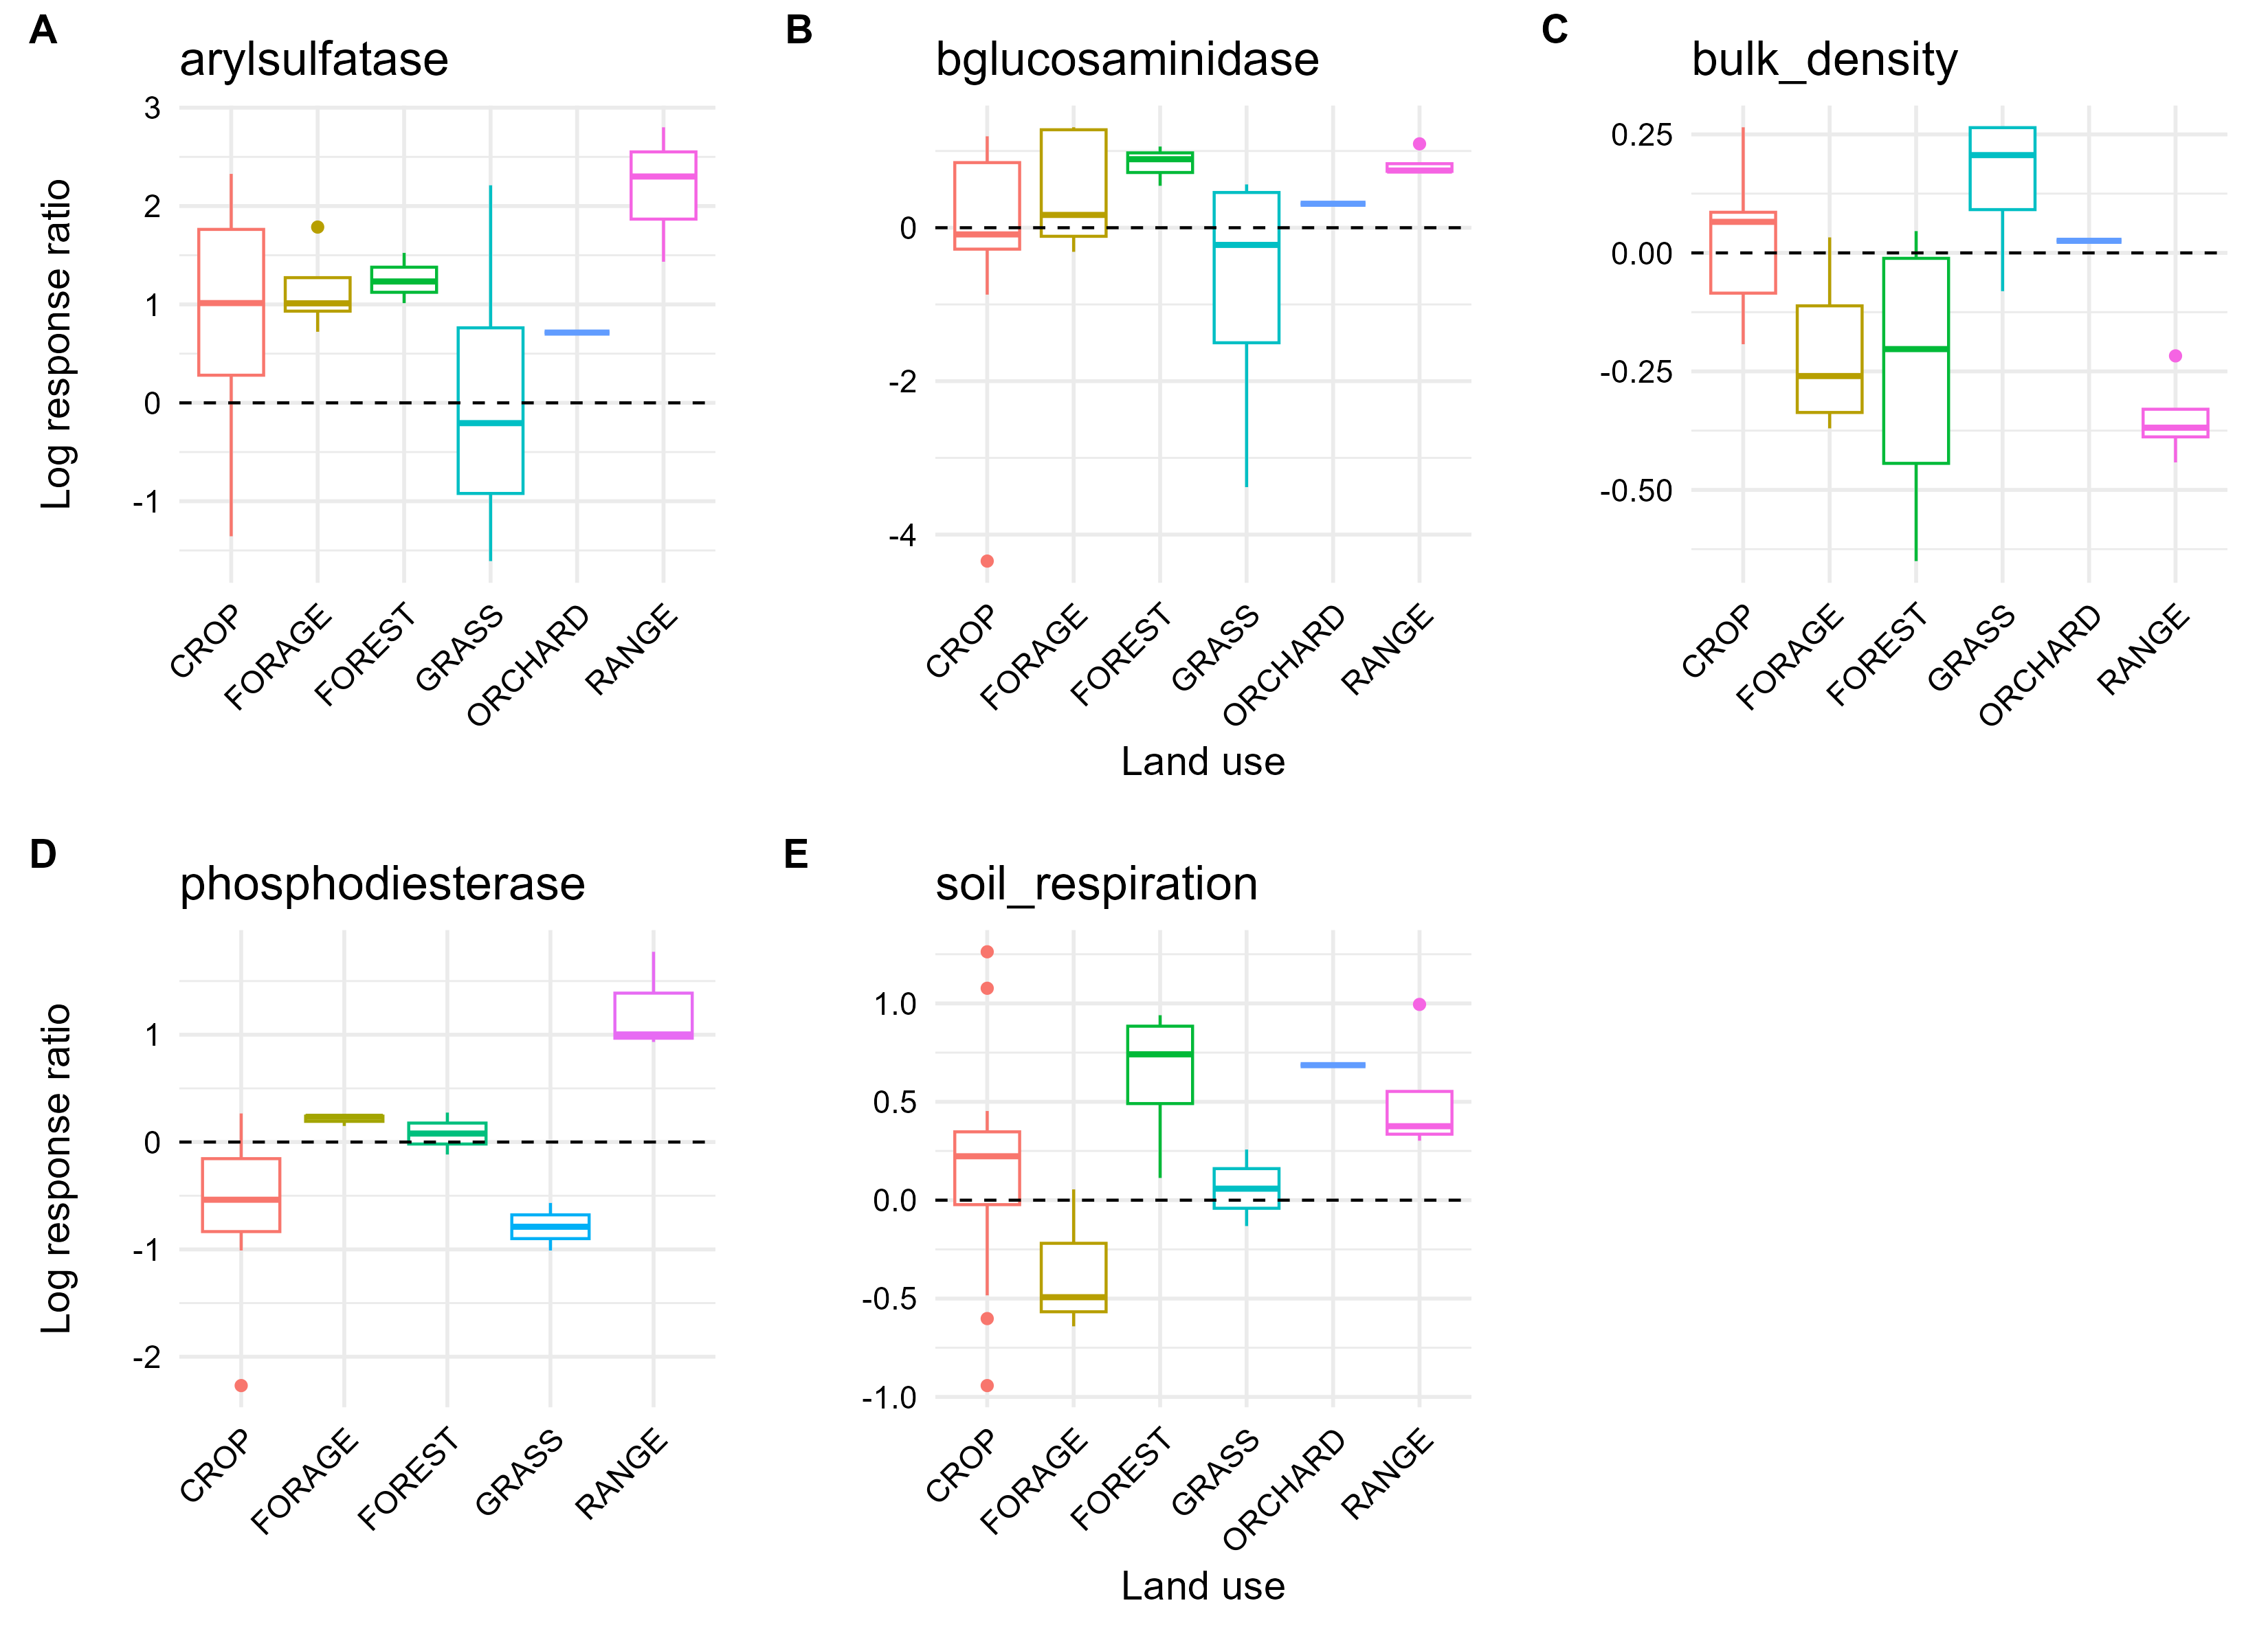 A
arylsulfatase
Log response ratio
3
2
1
0
-1
CROP
FORAGE
FOREST
GRASS
ORCHARD
RANGE
B
bglucosaminidase
0
-2
-4
CROP
FORAGE
FOREST
GRASS
ORCHARD
RANGE
Land use
C
bulk_density
0.25
0.00
-0.25
-0.50
CROP
FORAGE
FOREST
GRASS
ORCHARD
RANGE
D
phosphodiesterase
Log response ratio
1
0
-1
-2
CROP
FORAGE
FOREST
GRASS
RANGE
E
soil_respiration
1.0
0.5
0.0
-0.5
-1.0
CROP
FORAGE
FOREST
GRASS
ORCHARD
RANGE
Land use